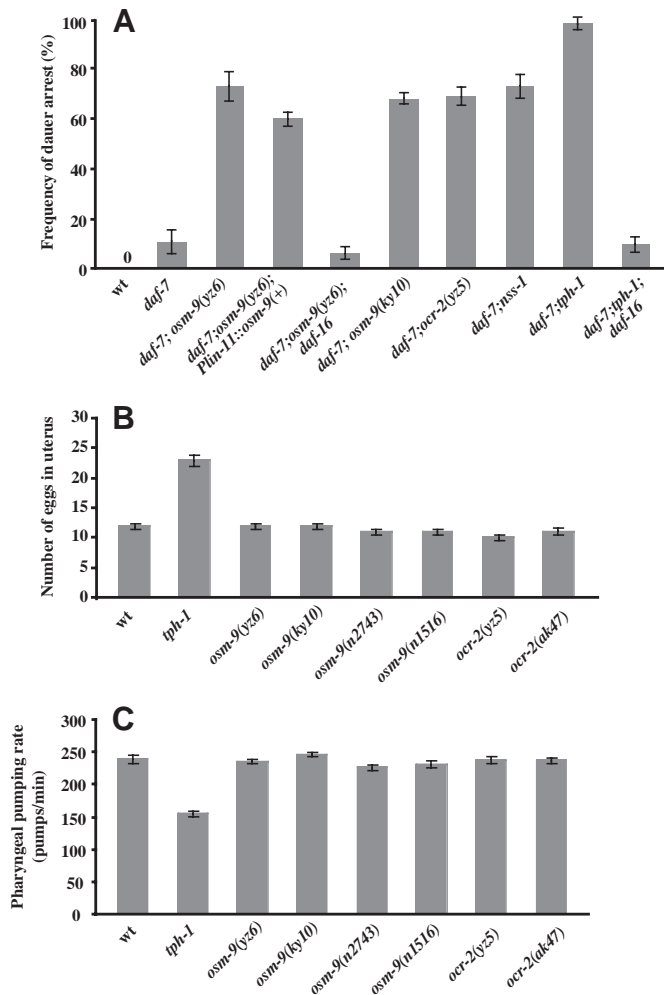 A
Frequency of dauer arrest (%)
100
80
60
40
20
0
0
wt
daf-7
daf-7; osm-9(yz6)
daf-7;osm-9(yz6);
Plin-11::osm-9(+)
daf-7;osm-9(yz6);
daf-16
daf-7; osm-9(ky10)
daf-7;ocr-2(yz5)
daf-7;nss-1
daf-7;tph-1
daf-7;tph-1;
daf-16
B
Number of eggs in uterus
30
25
20
15
10
5
0
wt
tph-1
osm-9(yz6)
osm-9(ky10)
osm-9(n2743)
osm-9(n1516)
ocr-2(yz5)
ocr-2(ak47)
C
Pharyngeal pumping rate
(pumps/min)
300
250
200
150
100
50
0
wt
tph-1
osm-9(yz6)
osm-9(ky10)
osm-9(n2743)
osm-9(n1516)
ocr-2(yz5)
ocr-2(ak47)